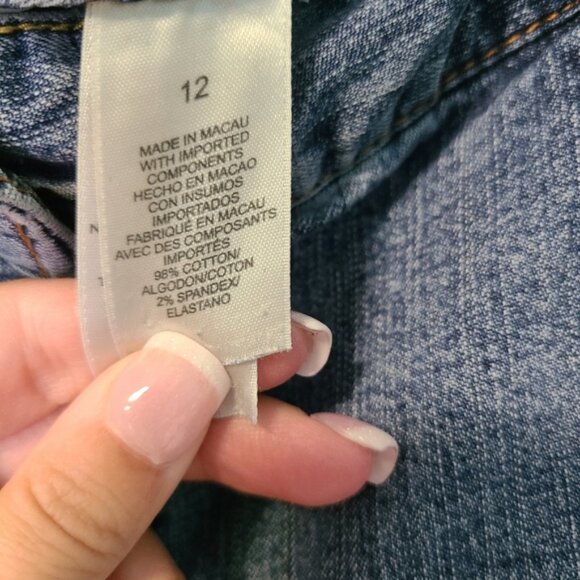 12
MADE IN MACAU
WITH IMPORTED
COMPONENTS
HECHO EN MACAO
CON INSUMOS
IMPORTADOS
FABRIQUÉ EN MACAU
AVEC DES COMPOSANTS
IMPORTÉS
98% COTTON/
ALGODON/COTON
2% SPANDEX/
ELASTANO